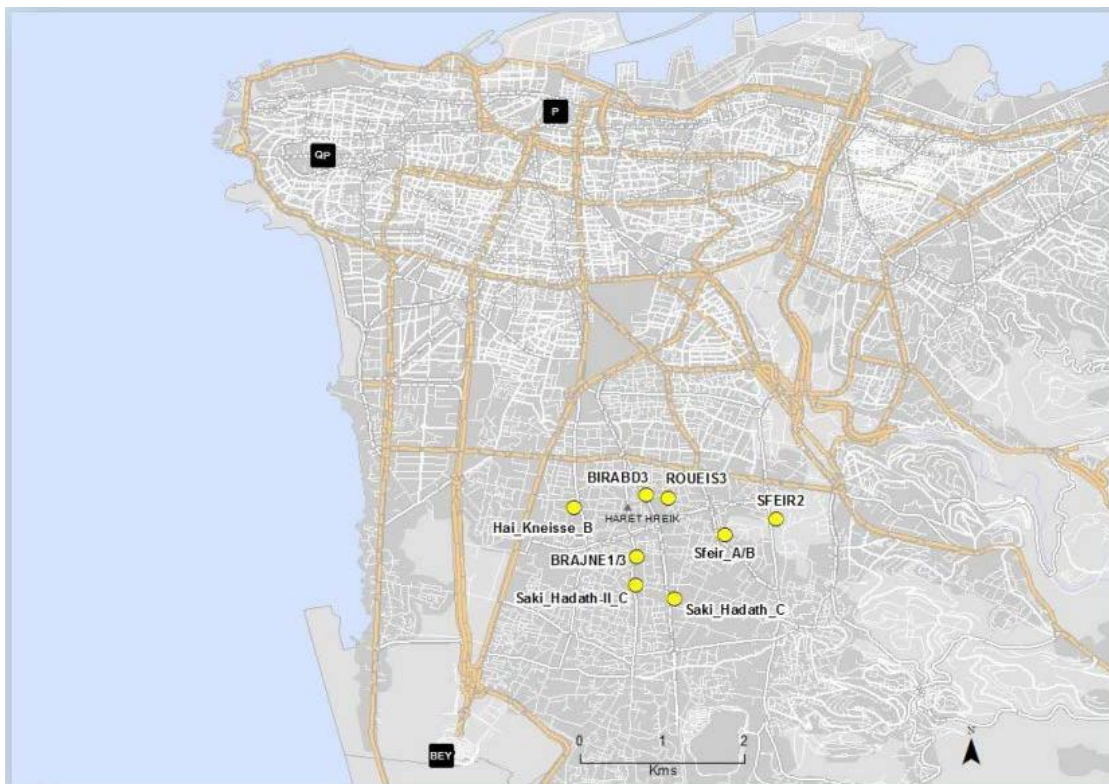 P
QP
BIRABD3
ROUEIS3
SFEIR2
HARET HREIK
Hai_Kneisse_B
Sfeir_A/B
BRAJNE1/3
Saki_Hadath-II_C
Saki_Hadath_C
N
0 1 2
Kms
BEY